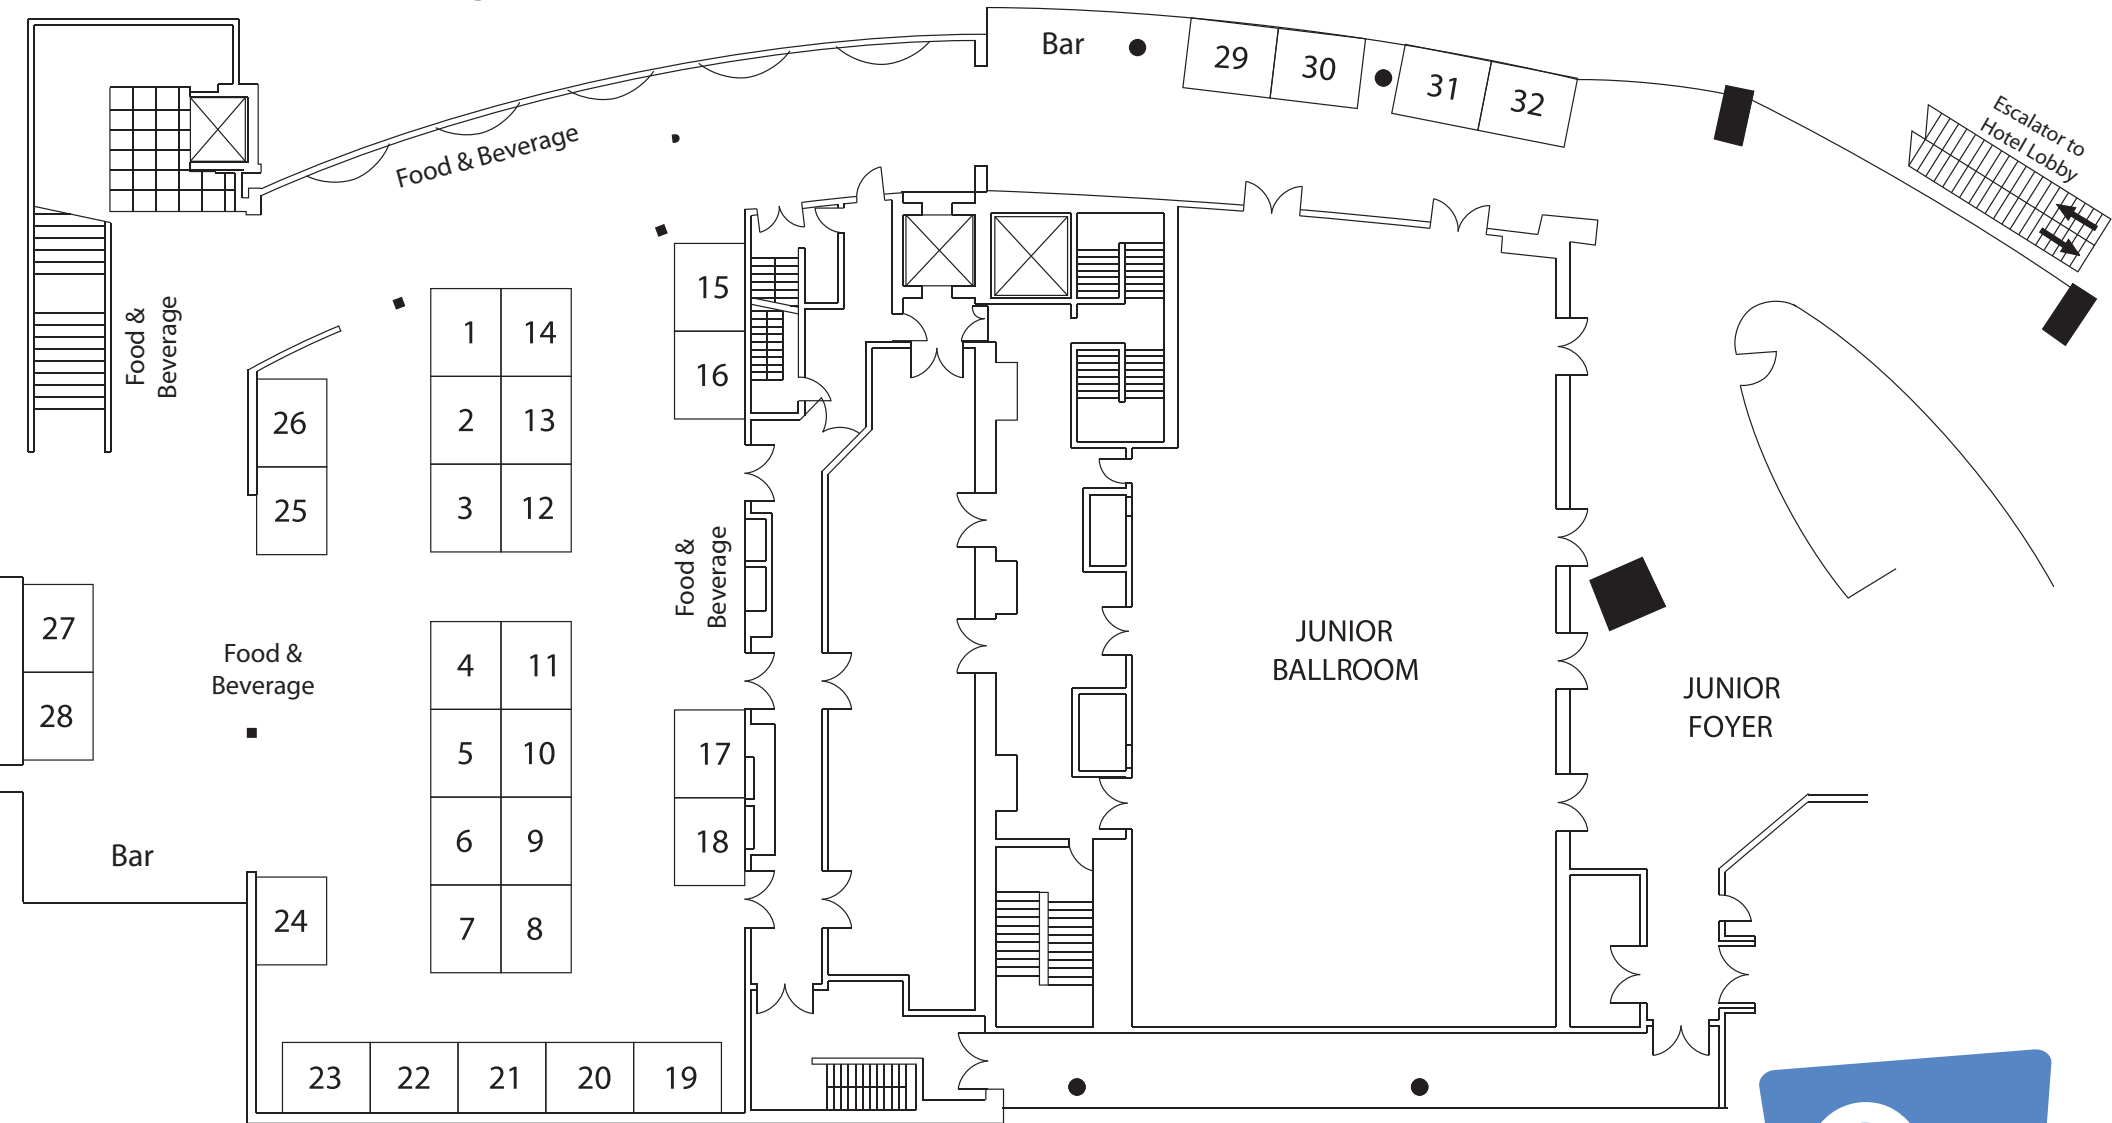 Bar
29
30
31
32
Escalator to
Hotel Lobby
Food & Beverage
Food &
Beverage
15
16
1
14
2
13
3
12
26
25
Food &
Beverage
27
28
Food &
Beverage
4
11
5
10
6
9
7
8
17
18
JUNIOR
BALLROOM
JUNIOR
FOYER
Bar
24
23
22
21
20
19